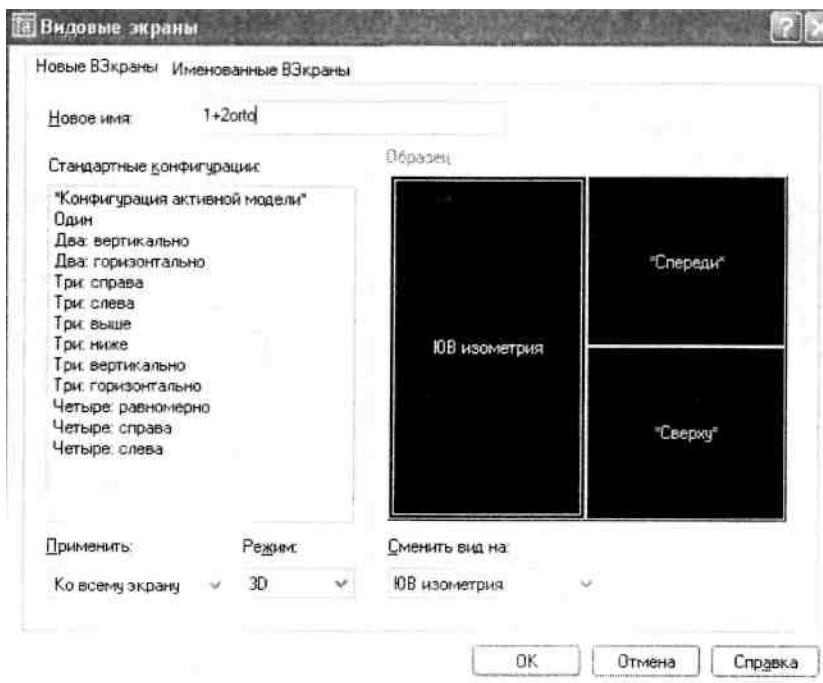 Видовые экраны
Новые ВЭкраны Именованные ВЭкраны
Новое имя: 1+2orto
Стандартные конфигурации:
*Конфигурация активной модели*
Один
Два: вертикально
Два: горизонтально
Три: справа
Три: слева
Три: выше
Три: ниже
Три: вертикально
Три: горизонтально
Четыре: равномерно
Четыре: справа
Четыре: слева
Образец
ЮВ изометрия
*Спереди*
*Сверху*
Применить:
Ко всему экрану
Режим:
3D
Сменить вид на:
ЮВ изометрия
OK Отмена Справка